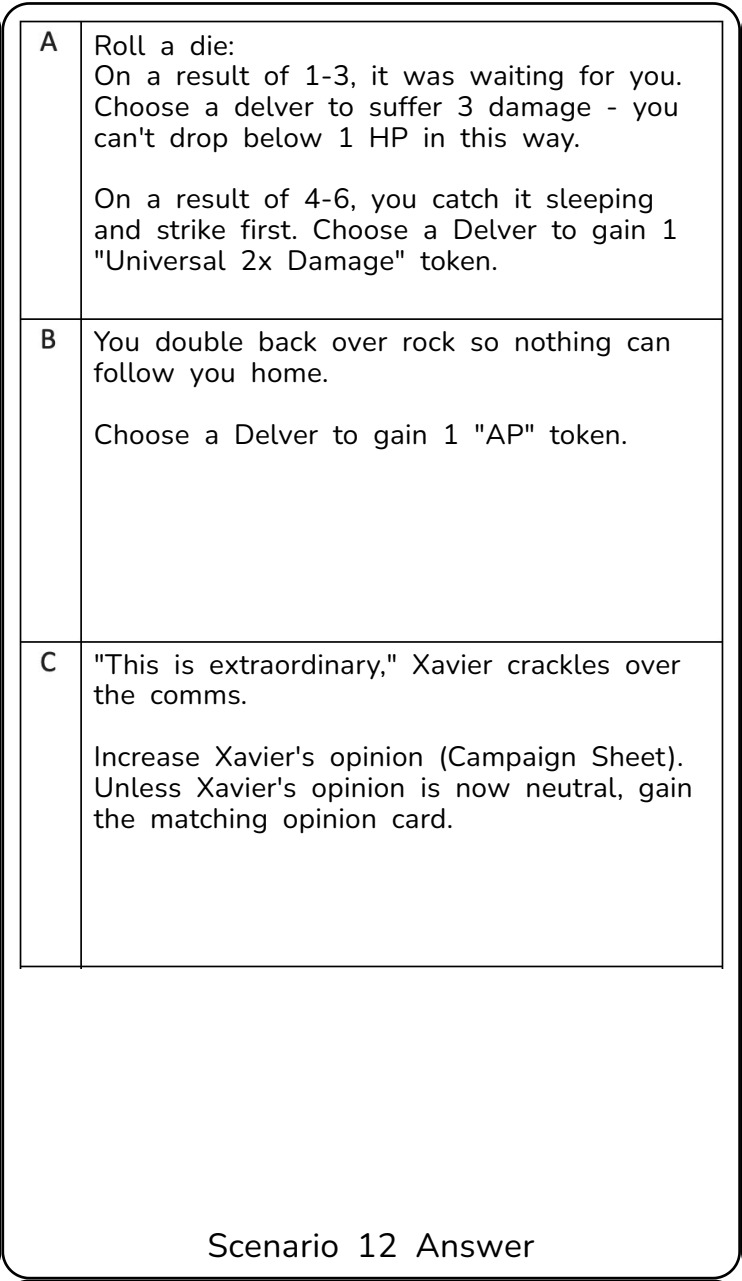 A
Roll a die:
On a result of 1-3, it was waiting for you.
Choose a delver to suffer 3 damage - you
can't drop below 1 HP in this way.
On a result of 4-6, you catch it sleeping
and strike first. Choose a Delver to gain 1
"Universal 2x Damage" token.
B
You double back over rock so nothing can
follow you home.
Choose a Delver to gain 1 "AP" token.
C
"This is extraordinary," Xavier crackles over
the comms.
Increase Xavier's opinion (Campaign Sheet).
Unless Xavier's opinion is now neutral, gain
the matching opinion card.
Scenario 12 Answer